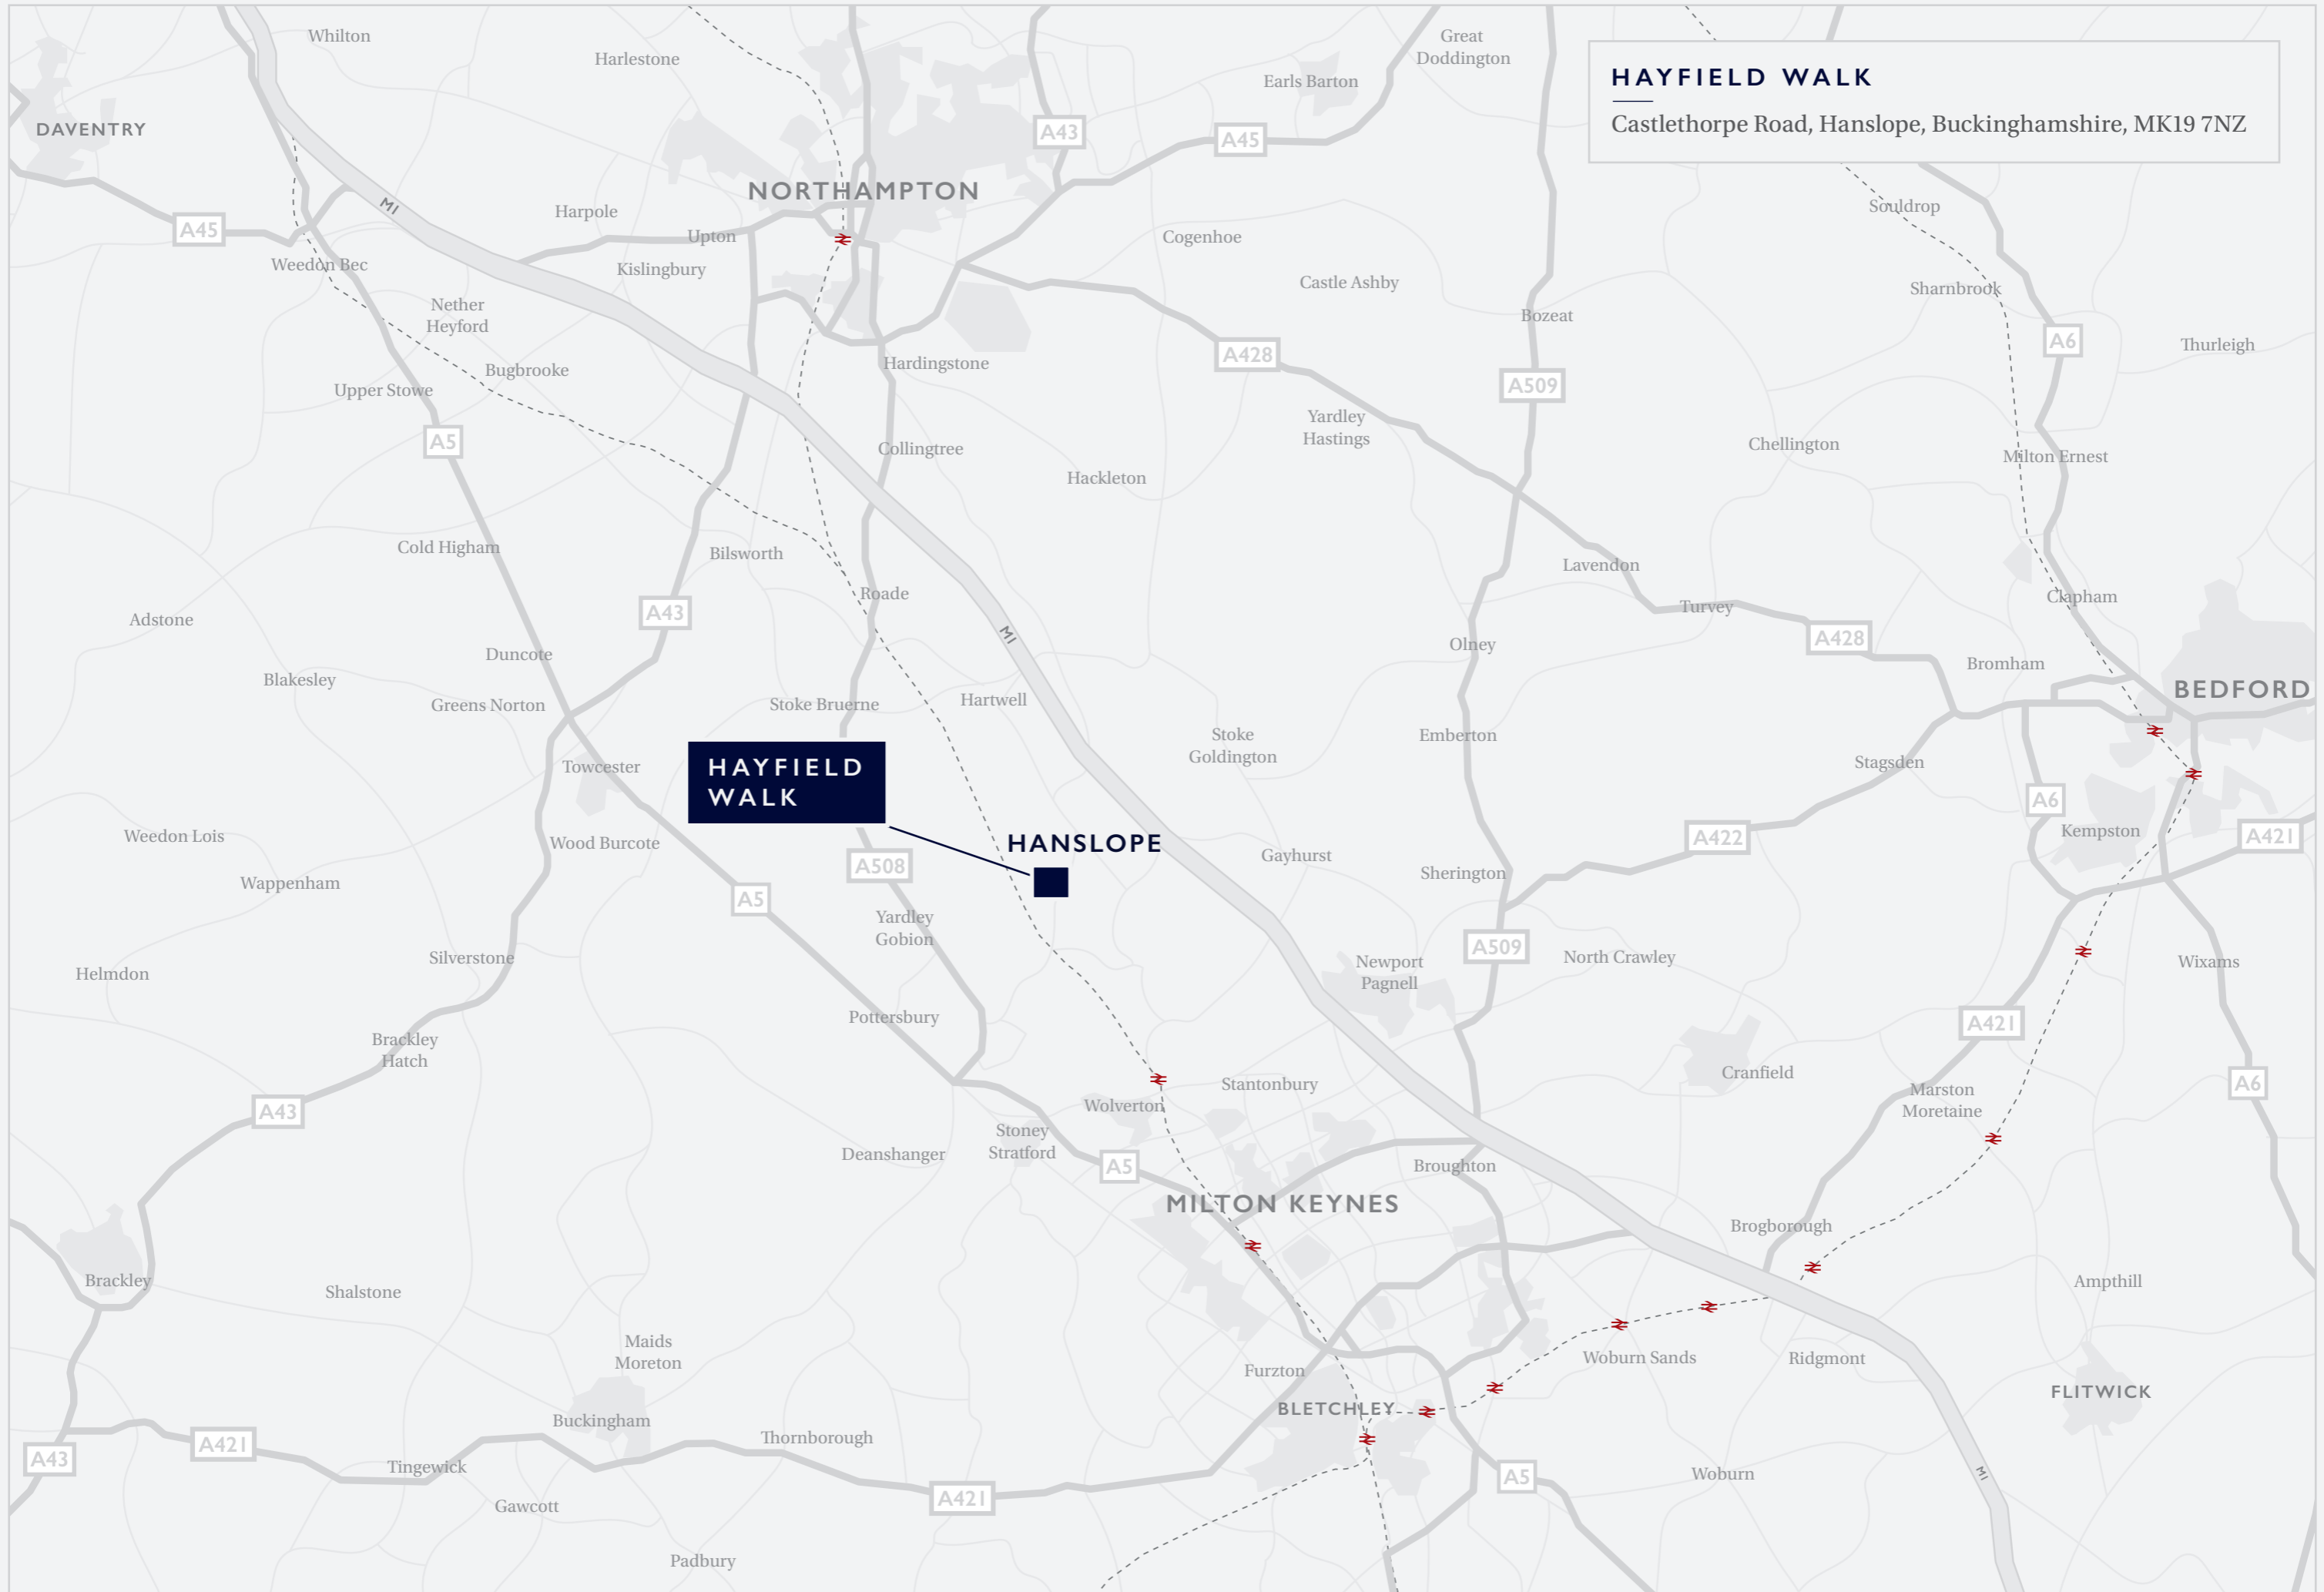 Whilton
Harlestone
Great
Doddington
Earls Barton
HAYFIELD WALK
Castlethorpe Road, Hanslope, Buckinghamshire, MK19 7NZ
DAVENTRY
A43
A45
NORTHAMPTON
M1
Harpole
Souldrop
A45
Upton
Cogenhoe
Weedon Bec
Kislingbury
Castle Ashby
Sharnbrook
Nether
Heyford
Bozeat
A6
Thurleigh
A428
Hardingstone
Bugbrooke
Upper Stowe
A509
Yardley
Hastings
A5
Collingtree
Chellington
Milton Ernest
Hackleton
Cold Higham
Bilsworth
Lavendon
Roade
Clapham
A43
Turvey
Adstone
M1
A428
Olney
Duncote
Bromham
Blakesley
BEDFORD
Greens Norton
Stoke Bruerne
Hartwell
Stoke
Goldington
Emberton
Towcester
HAYFIELD
WALK
Stagsden
A6
Weedon Lois
Wood Burcote
HANSLOPE
A422
Kempston
A421
Gayhurst
A508
Sherington
Wappenham
A5
Yardley
Gobion
A509
Silverstone
North Crawley
Newport
Pagnell
Wixams
Helmdon
Pottersbury
A421
Brackley
Hatch
Cranfield
Stantonbury
A6
Marston
Moretaine
A43
Wolverton
Stoney
Stratford
Deanshanger
A5
Broughton
MILTON KEYNES
Brogborough
Brackley
Ampthill
Shalstone
Maids
Moreton
Furzton
Woburn Sands
Ridgmont
FLITWICK
BLETCHLEY
Buckingham
Thornborough
A421
A43
Tingewick
A5
Woburn
M1
A421
Gawcott
Padbury